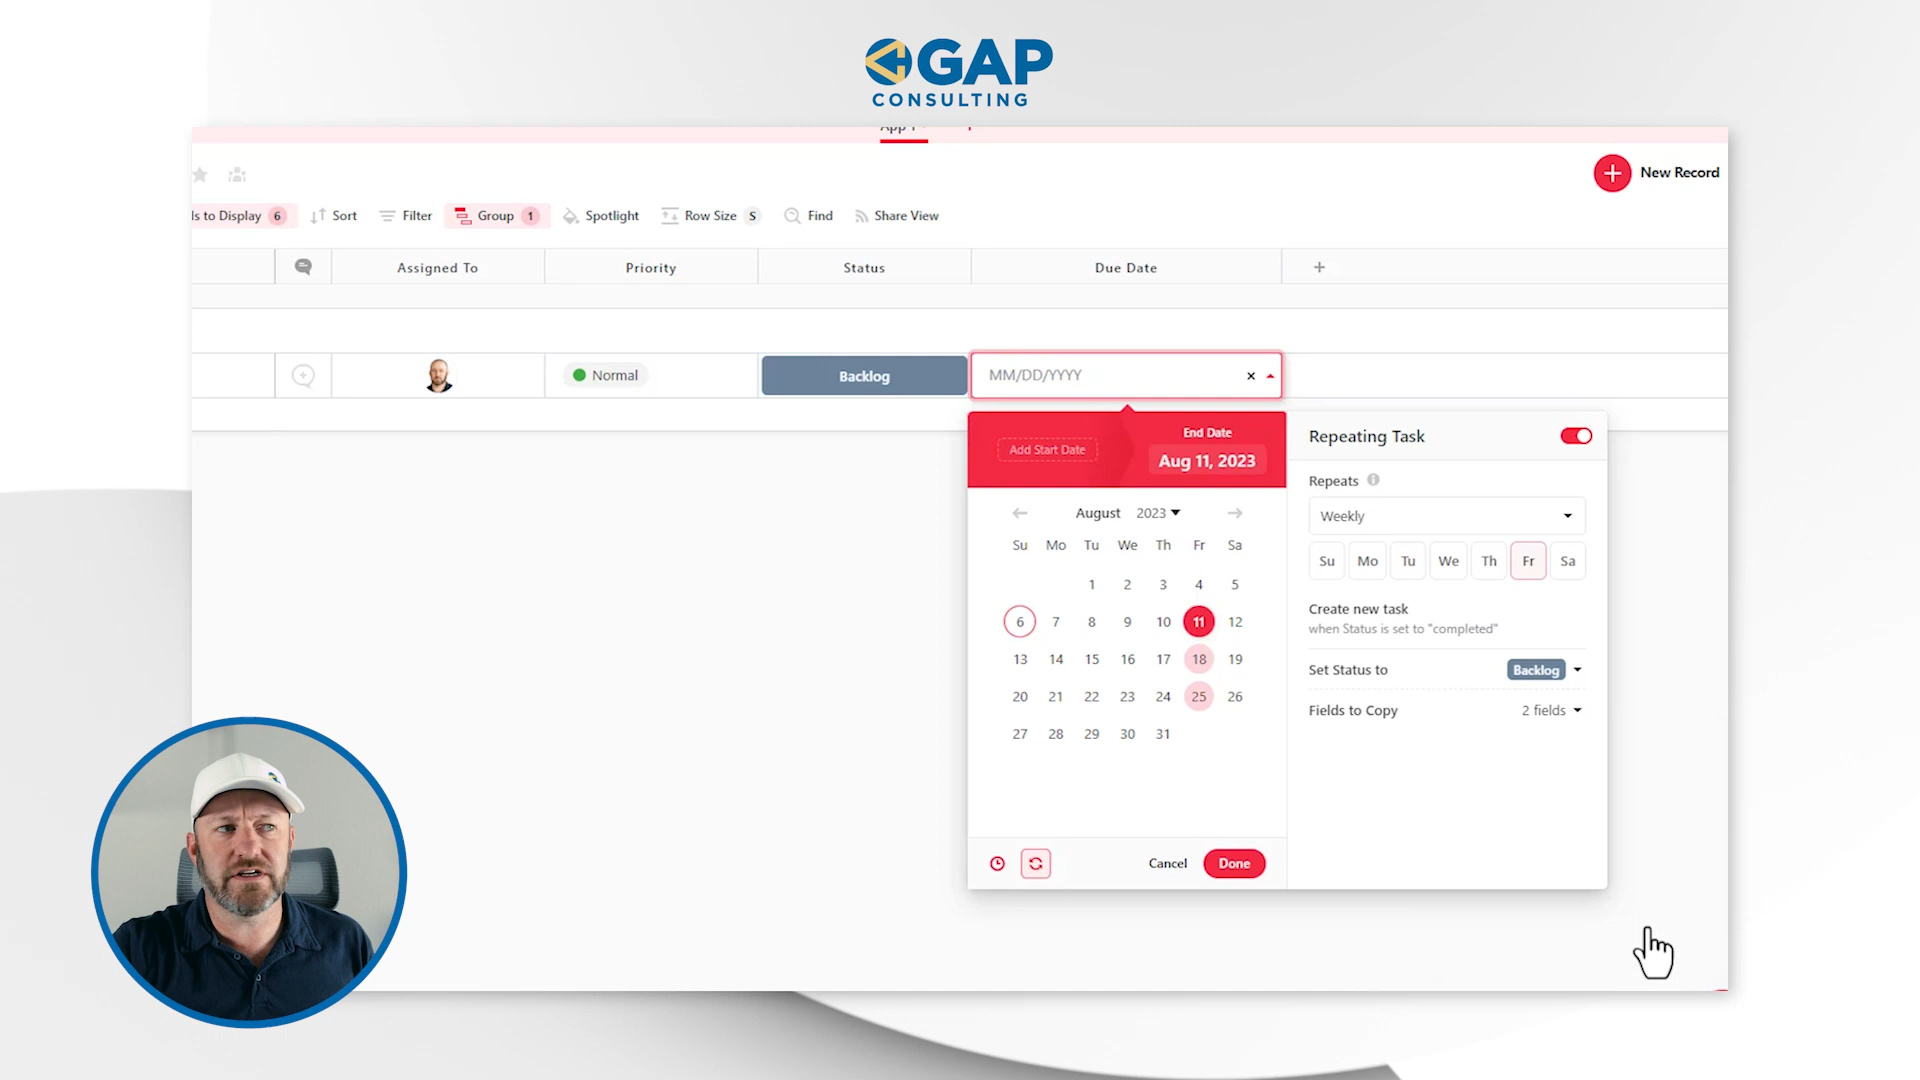 GAP
CONSULTING
New Record
ls to Display 6 Sort Filter Group 1 Spotlight Row Size S Find Share View
Assigned To Priority Status Due Date +
Normal Backlog MM/DD/YYYY
Add Start Date
End Date
Aug 11, 2023
August 2023
Su Mo Tu We Th Fr Sa
1 2 3 4 5
6 7 8 9 10 11 12
13 14 15 16 17 18 19
20 21 22 23 24 25 26
27 28 29 30 31
Cancel Done
Repeating Task
Repeats
Weekly
Su Mo Tu We Th Fr Sa
Create new task
when Status is set to "completed"
Set Status to Backlog
Fields to Copy 2 fields